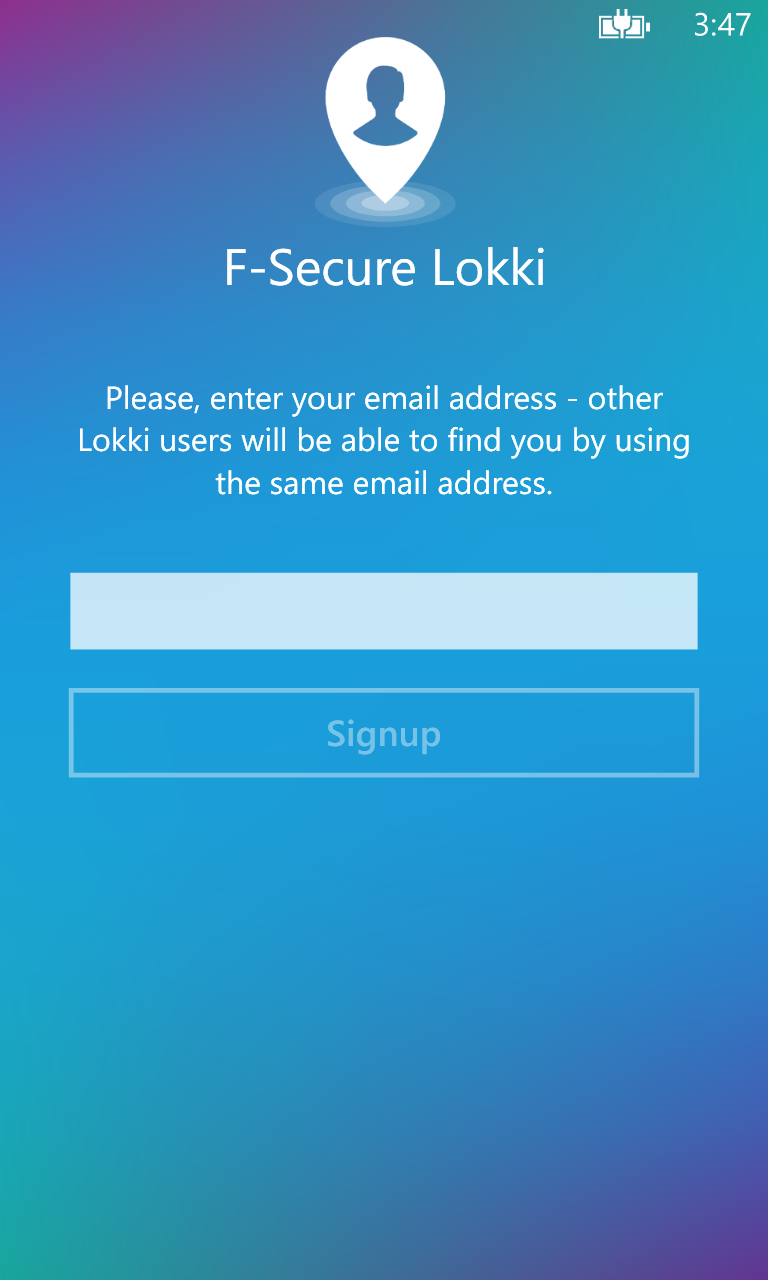 3:47
F-Secure Lokki
Please, enter your email address - other
Lokki users will be able to find you by using
the same email address.
Signup